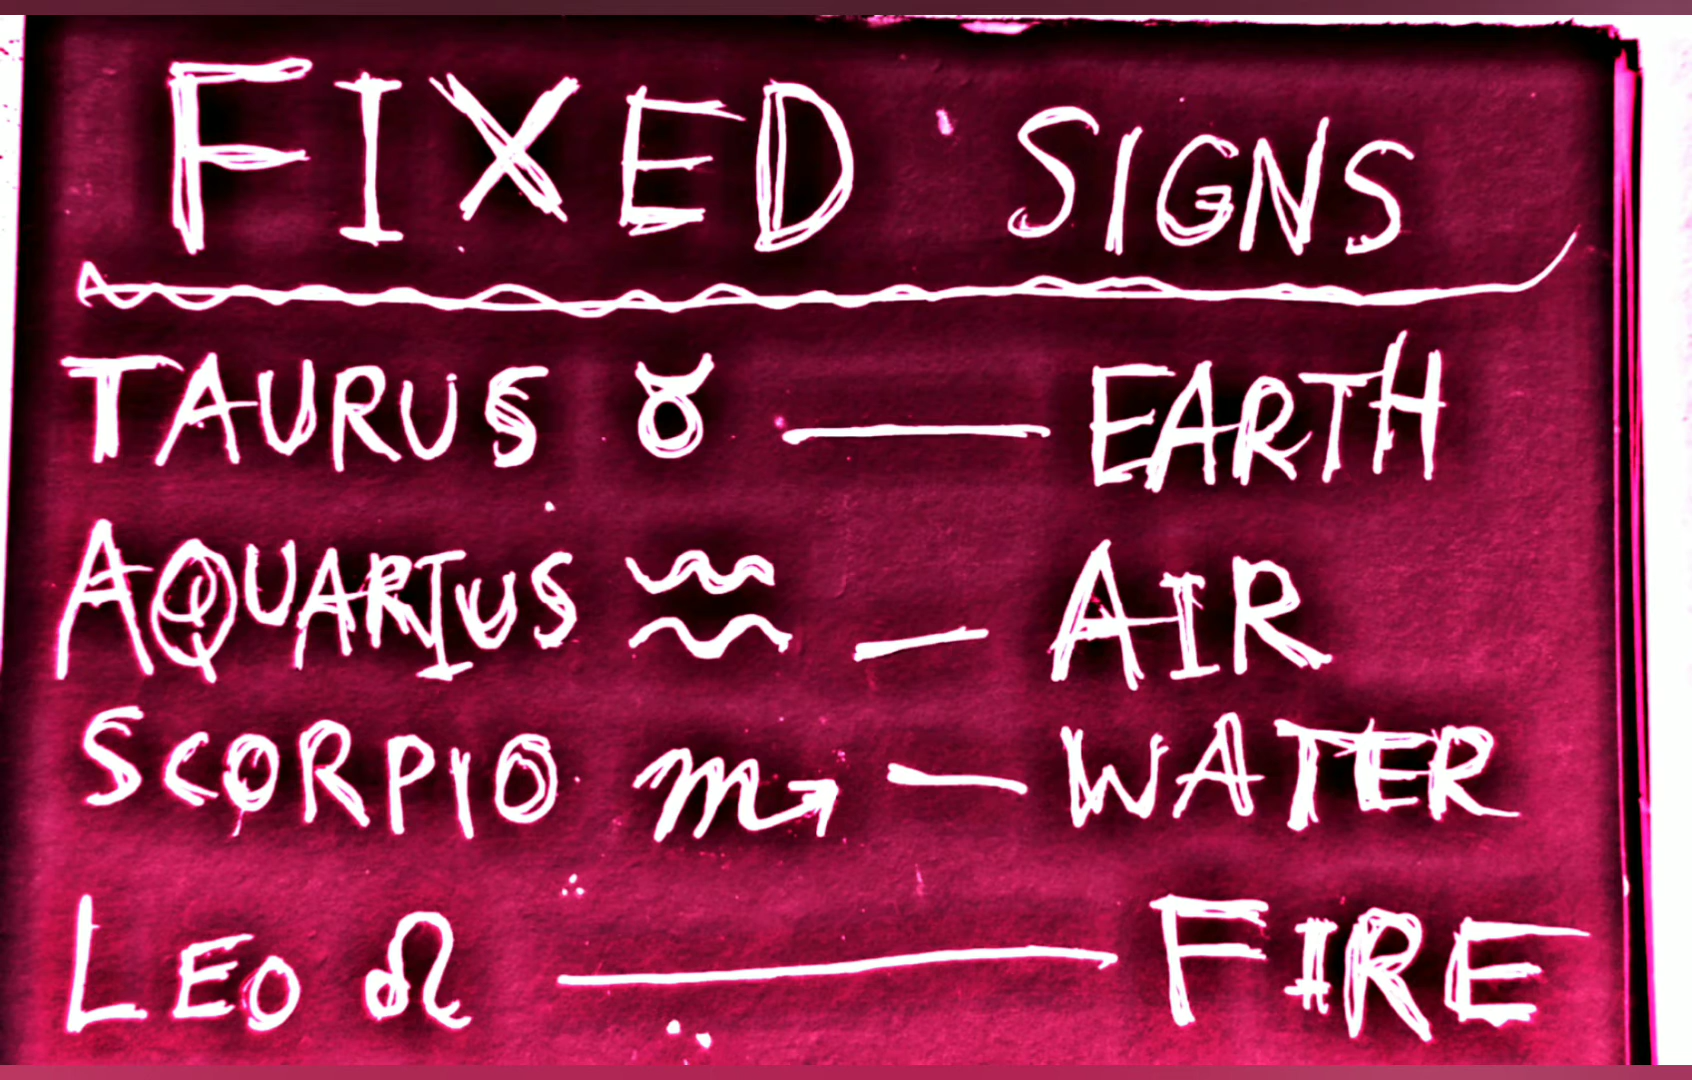 FIXED SIGNS
TAURUS ♉ — EARTH
AQUARIUS ♒ — AIR
SCORPIO ♏ — WATER
LEO ♌ — FIRE